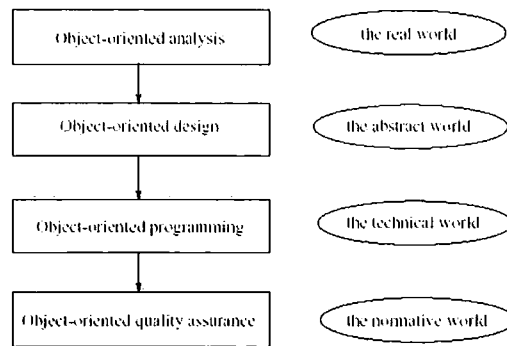 Object-oriented analysis
the real world
Object-oriented design
the abstract world
Object-oriented programming
the technical world
Object-oriented quality assurance
the normative world